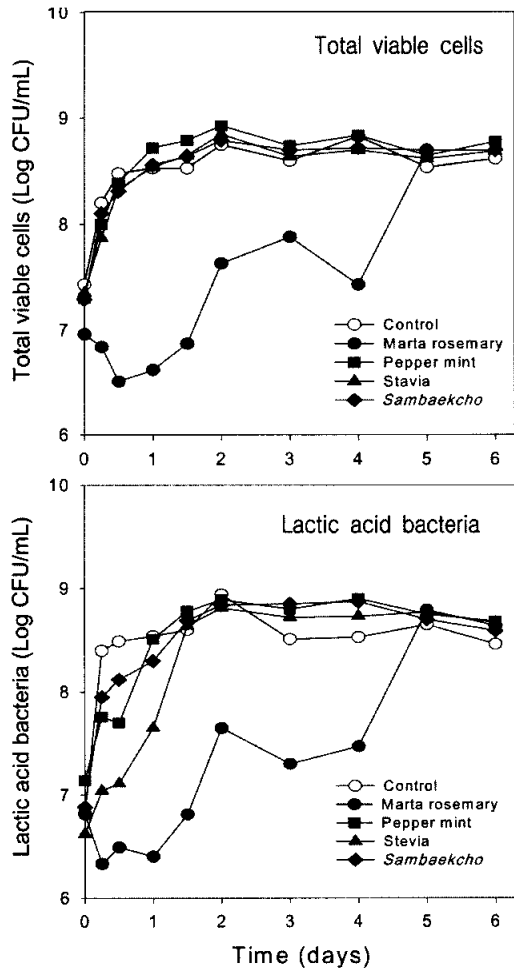 Total viable cells
Total viable cells (Log CFU/mL)
10
9
8
7
6
0
1
2
3
4
5
6
Control
Marta rosemary
Pepper mint
Stavia
Sambaekcho
Lactic acid bacteria
Lactic acid bacteria (Log CFU/mL)
10
9
8
7
6
0
1
2
3
4
5
6
Control
Marta rosemary
Pepper mint
Stevia
Sambaekcho
Time (days)